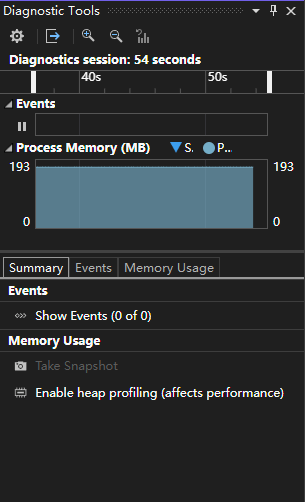 Diagnostic Tools
Diagnostics session: 54 seconds
40s 50s
Events
Process Memory (MB) S. P...
193 193
0 0
Summary Events Memory Usage
Events
Show Events (0 of 0)
Memory Usage
Take Snapshot
Enable heap profiling (affects performance)